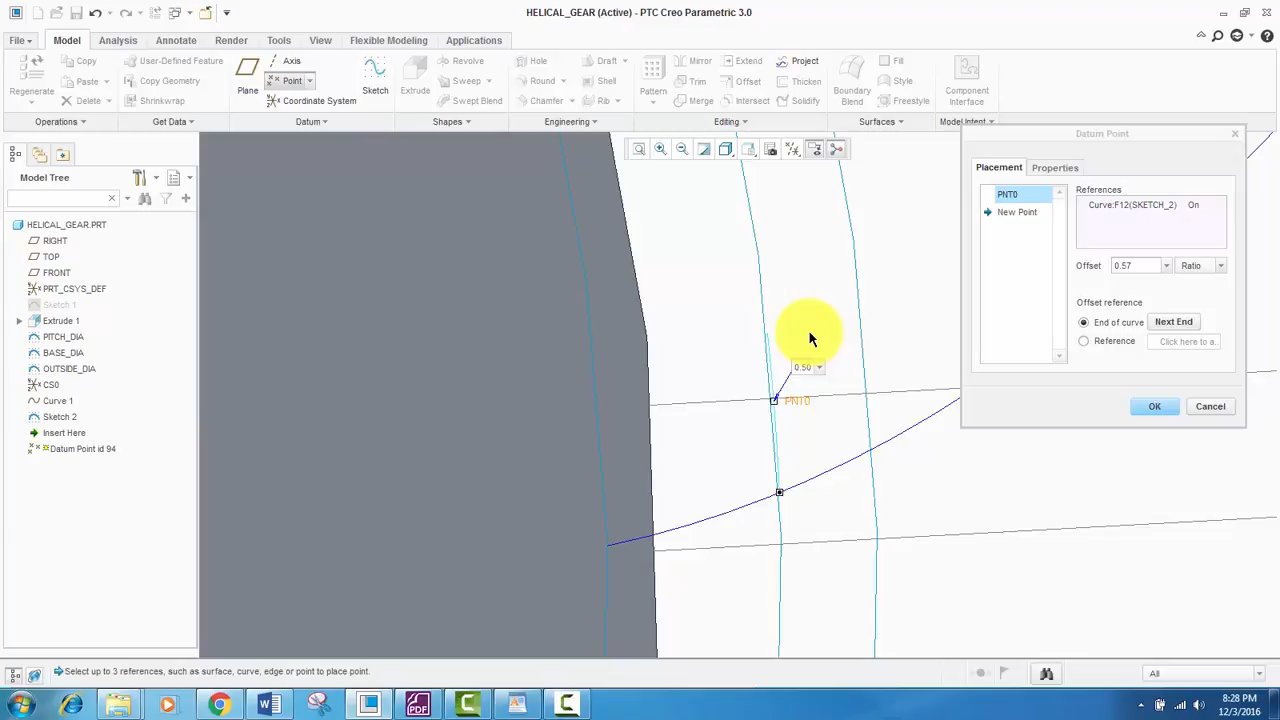 HELICAL_GEAR (Active) - PTC Creo Parametric 3.0
File Model Analysis Annotate Render Tools View Flexible Modeling Applications
Regenerate
Copy
Paste
Delete
User-Defined Feature
Copy Geometry
Shrinkwrap
Plane
Axis
Point
Coordinate System
Sketch
Extrude
Revolve
Sweep
Swept Blend
Hole
Round
Chamfer
Draft
Shell
Rib
Pattern
Mirror
Trim
Merge
Extend
Offset
Intersect
Project
Thicken
Solidify
Boundary Blend
Fill
Style
Freestyle
Component Interface
Operations Get Data Datum Shapes Engineering Editing Surfaces Model Intent
Model Tree
HELICAL_GEAR.PRT
RIGHT
TOP
FRONT
PRT_CSYS_DEF
Sketch 1
Extrude 1
PITCH_DIA
BASE_DIA
OUTSIDE_DIA
CS0
Curve 1
Sketch 2
Insert Here
Datum Point id 94
0.50
PNT0
Datum Point
Placement Properties
PNT0
New Point
References
Curve:F12(SKETCH_2) On
Offset 0.57 Ratio
Offset reference
End of curve Next End
Reference Click here to a..
OK Cancel
Select up to 3 references, such as surface, curve, edge or point to place point.
All
PDF
8:28 PM
12/3/2016